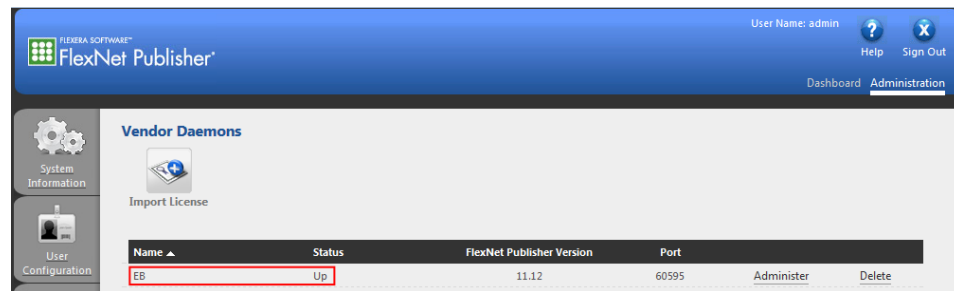 User Name: admin
FLEXERA SOFTWARE™
FlexNet Publisher®
Help
Sign Out
Dashboard Administration
System
Information
User
Configuration
Vendor Daemons
Import License
Name Status FlexNet Publisher Version Port
EB Up 11.12 60595 Administer Delete